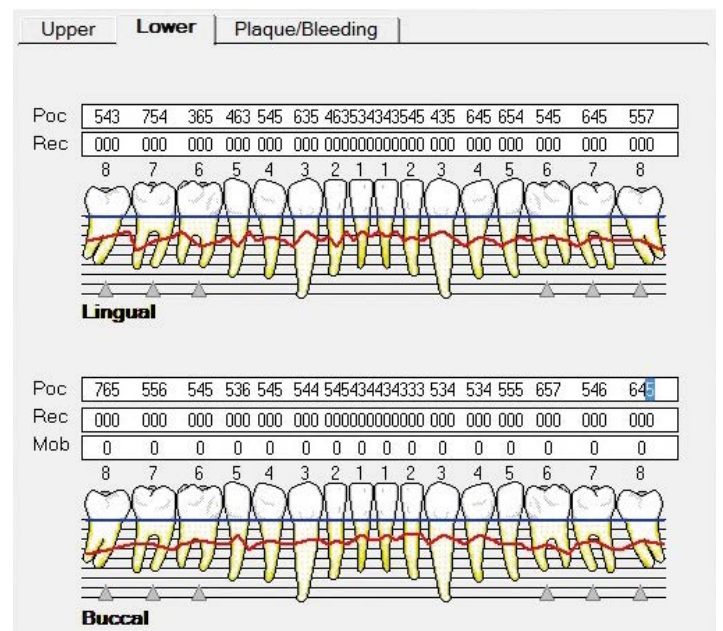 Upper Lower Plaque/Bleeding
Poc 543 754 365 463 545 635 463534343545 435 645 654 545 645 557
Rec 000 000 000 000 000 000 000000000000 000 000 000 000 000 000
8 7 6 5 4 3 2 1 1 2 3 4 5 6 7 8
Lingual
Poc 765 556 545 536 545 544 545434434333 534 534 555 657 546 645
Rec 000 000 000 000 000 000 000000000000 000 000 000 000 000 000
Mob 0 0 0 0 0 0 0 0 0 0 0 0 0 0 0 0
8 7 6 5 4 3 2 1 1 2 3 4 5 6 7 8
Buccal